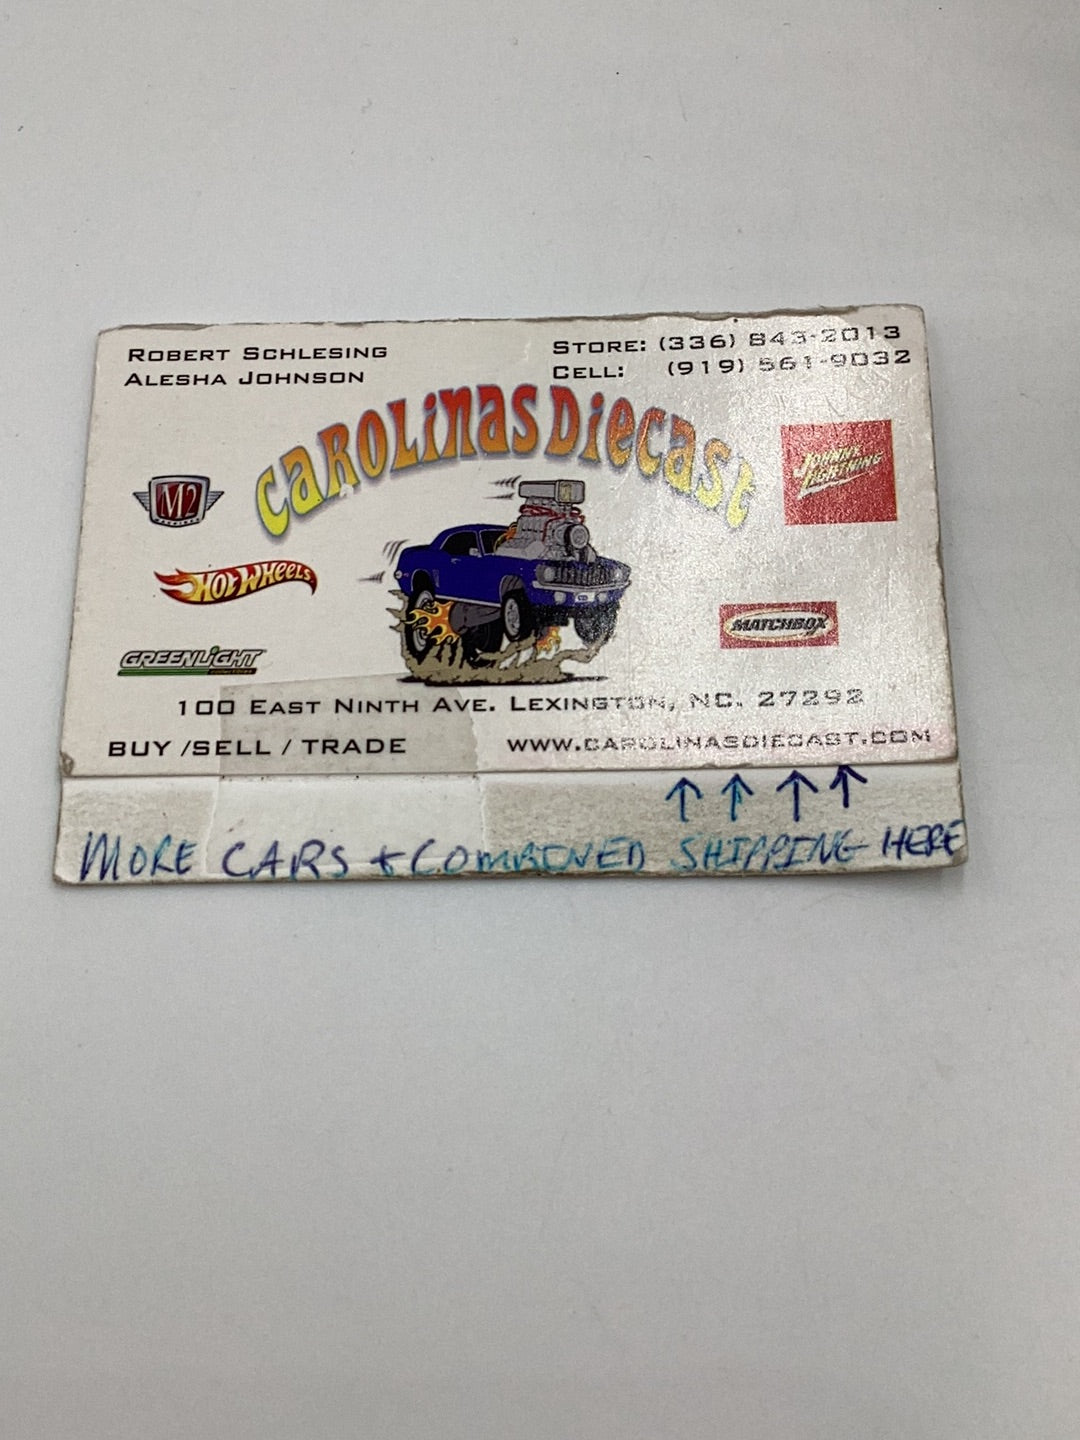 ROBERT SCHLESING
ALESHA JOHNSON
STORE: (336) 843-2013
CELL: (919) 561-9032
CAROLINAS DIECAST
M2
MACHINES
JOHNNY LIGHTNING
HOT WHEELS
MATCHBOX
GREENLIGHT
100 EAST NINTH AVE. LEXINGTON, NC. 27292
BUY /SELL / TRADE
WWW.CAROLINASDIECAST.COM
MORE CARS + COMBINED SHIPPING HERE